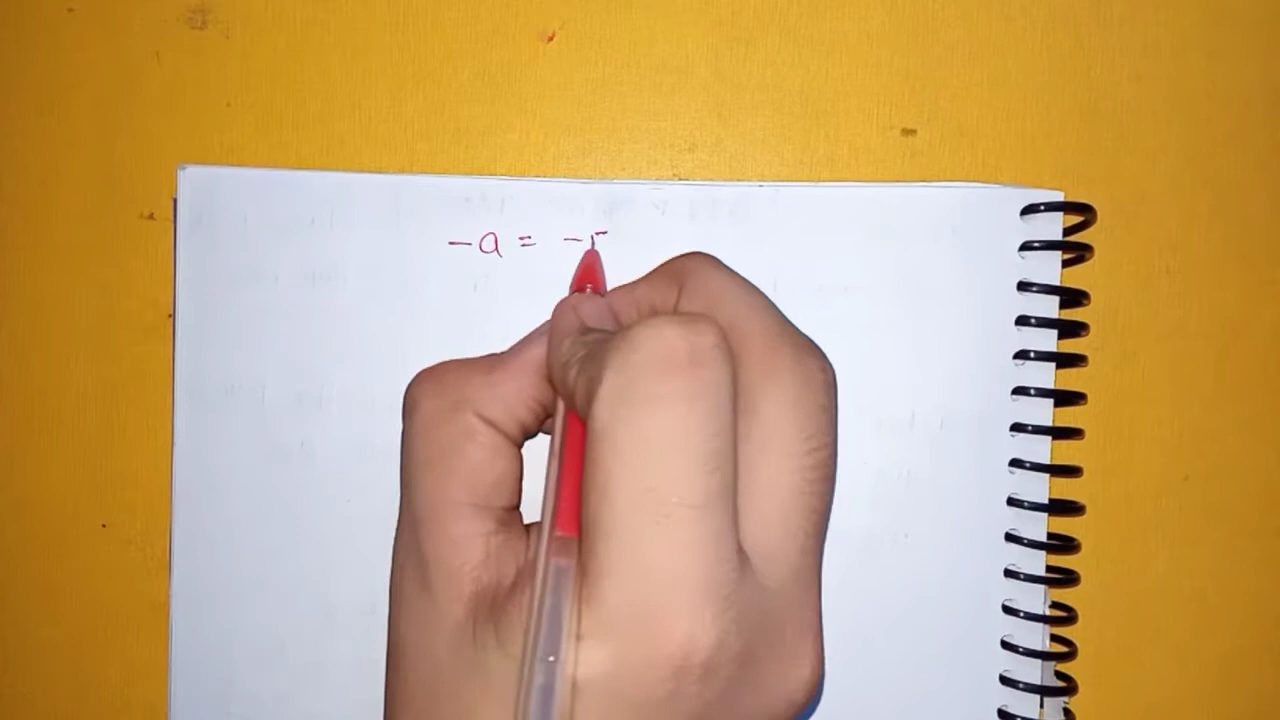 -a = -